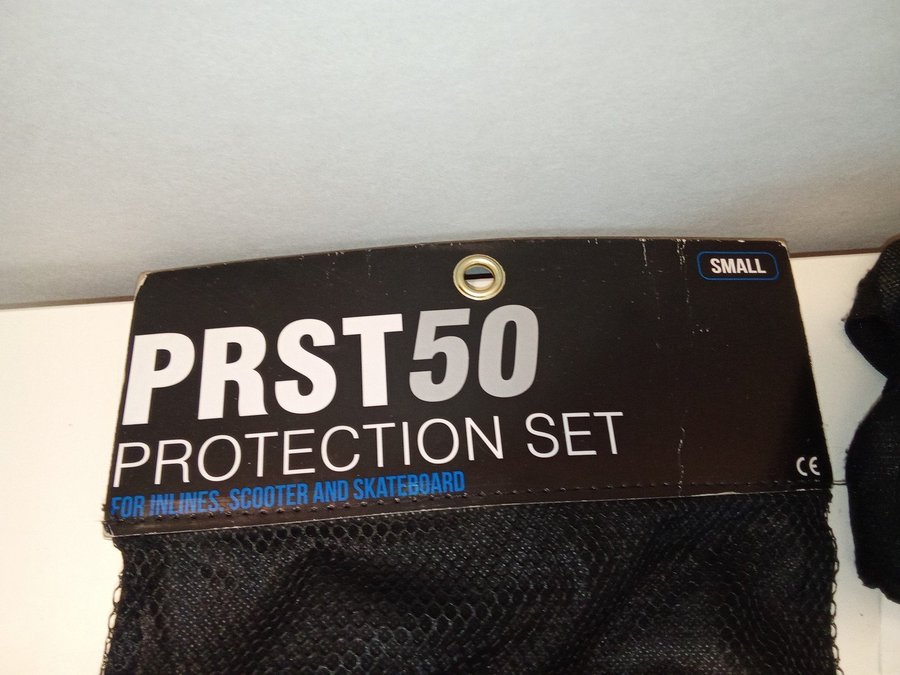 SMALL
PRST50
PROTECTION SET
FOR INLINES, SCOOTER AND SKATEBOARD
CE